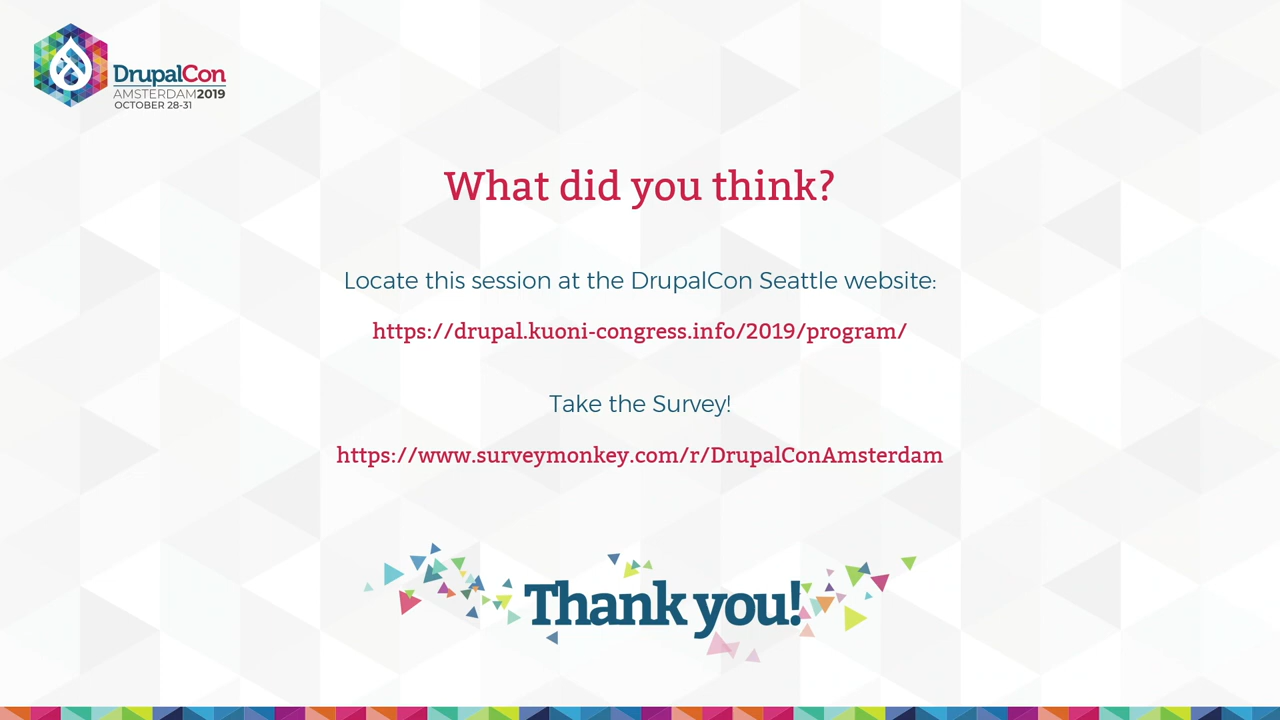 DrupalCon
AMSTERDAM2019
OCTOBER 28-31
What did you think?
Locate this session at the DrupalCon Seattle website:
https://drupal.kuoni-congress.info/2019/program/
Take the Survey!
https://www.surveymonkey.com/r/DrupalConAmsterdam
Thank you!